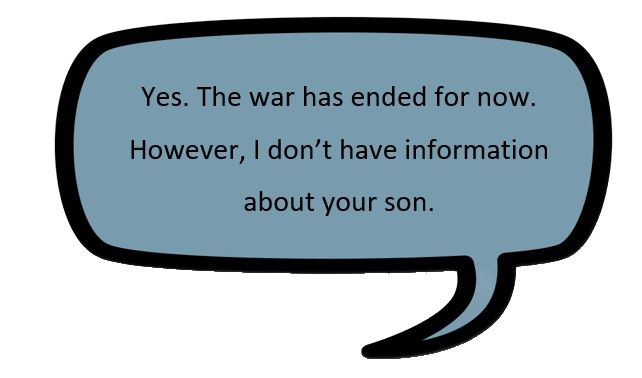 Yes. The war has ended for now.
However, I don’t have information
about your son.